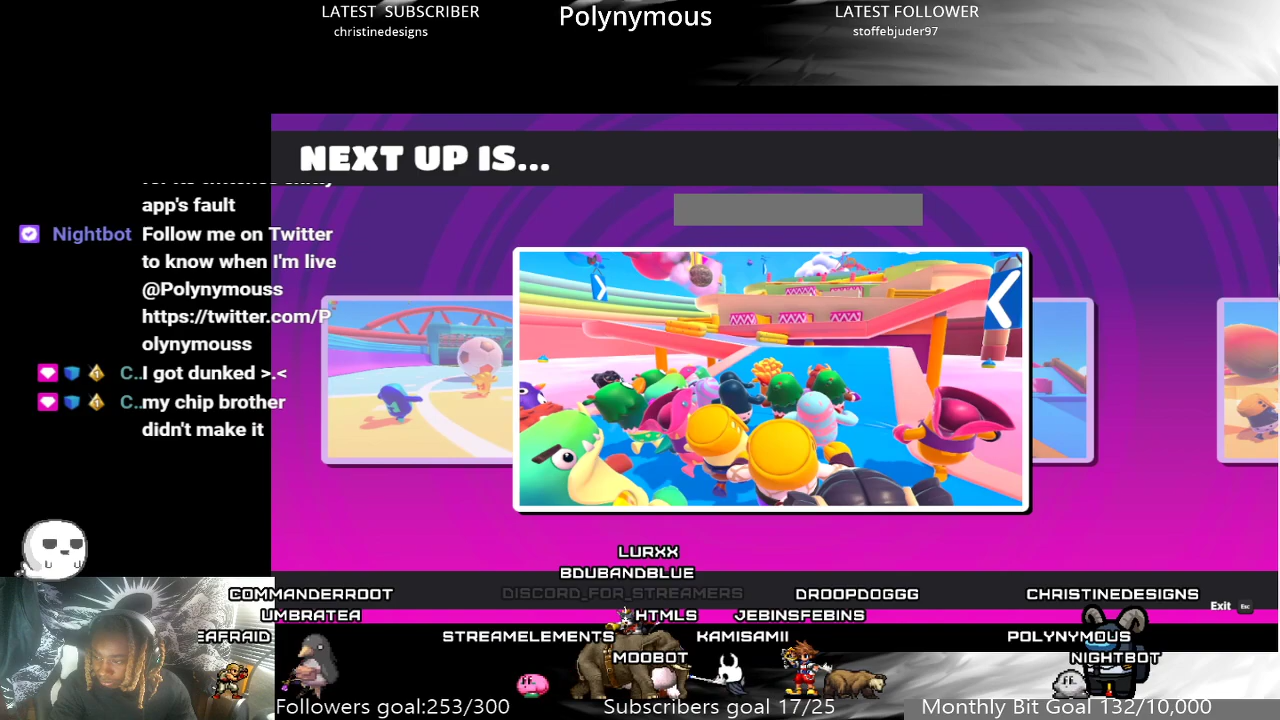 LATEST SUBSCRIBER
christinedesigns
Polynymous
LATEST FOLLOWER
stoffebjuder97
NEXT UP IS...
app's fault
Nightbot Follow me on Twitter
to know when I'm live
@Polynymouss
https://twitter.com/P
olynymouss
C..I got dunked >.<
C..my chip brother
didn't make it
LURXX
BDUBANDBLUE
COMMANDERROOT
DISCORD_FOR_STREAMERS
DROOPDOGGG
CHRISTINEDESIGNS
Exit Esc
UMBRATEA
HTMLS
JEBINSFEBINS
EAFRAID
STREAMELEMENTS
KAMISAMII
POLYNYMOUS
MOOBOT
NIGHTBOT
Followers goal:253/300
Subscribers goal 17/25
Monthly Bit Goal 132/10,000